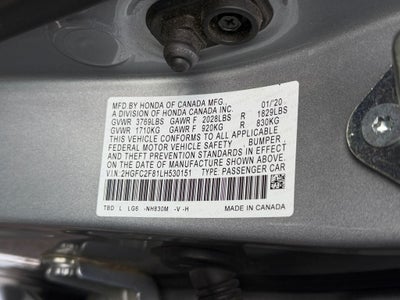 MFD.BY HONDA OF CANADA MFG. 01/'20
A DIVISION OF HONDA CANADA INC.
GVWR 3769LBS GAWR F 2028LBS R 1829LBS
GVWR 1710KG GAWR F 920KG R 830KG
THIS VEHICLE CONFORMS TO ALL APPLICABLE
FEDERAL MOTOR VEHICLE SAFETY BUMPER,
AND THEFT PREVENTION STANDARDS IN EFFECT
ON THE DATE OF MANUFACTURE SHOWN ABOVE.
V.I.N:2HGFC2F81LH530151 TYPE:PASSENGER CAR
TBD L LG6 -NH830M -V-H MADE IN CANADA